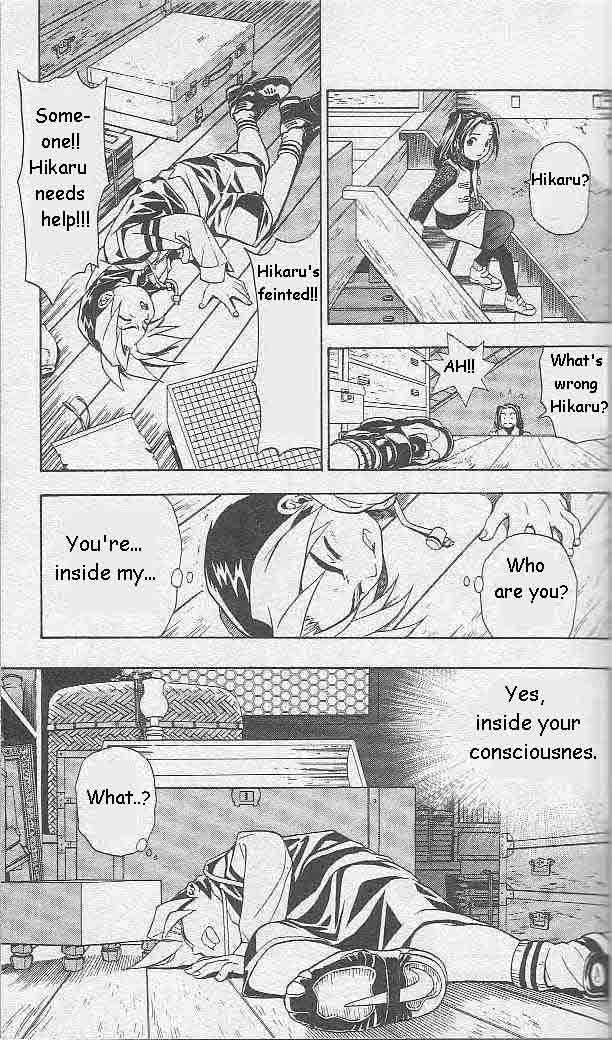 Hikaru?
What's
wrong
Hikaru?
AH!!
Hikaru's
feinted!!
Some-
one!!
Hikaru
needs
help!!!
Who
are you?
You're...
inside my...
Yes,
inside your
consciousnes.
What..?